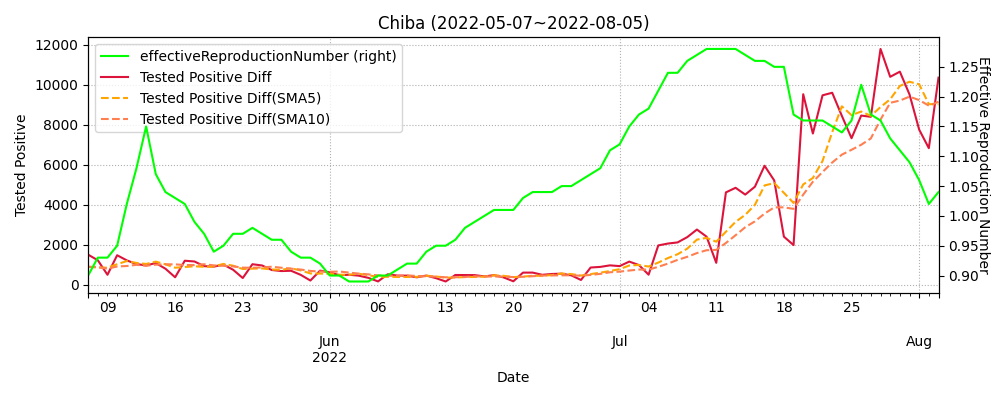 Chiba (2022-05-07~2022-08-05)
effectiveReproductionNumber (right)
Tested Positive Diff
Tested Positive Diff(SMA5)
Tested Positive Diff(SMA10)
Tested Positive
12000
10000
8000
6000
4000
2000
0
Effective Reproduction Number
1.25
1.20
1.15
1.10
1.05
1.00
0.95
0.90
09 16 23 30 06 13 20 27 04 11 18 25
Jun Jul Aug
2022
Date